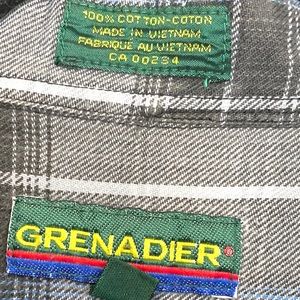 100% COTTON-COTON
MADE IN VIETNAM
FABRIQUÉ AU VIETNAM
CA 00234
GRENADIER®